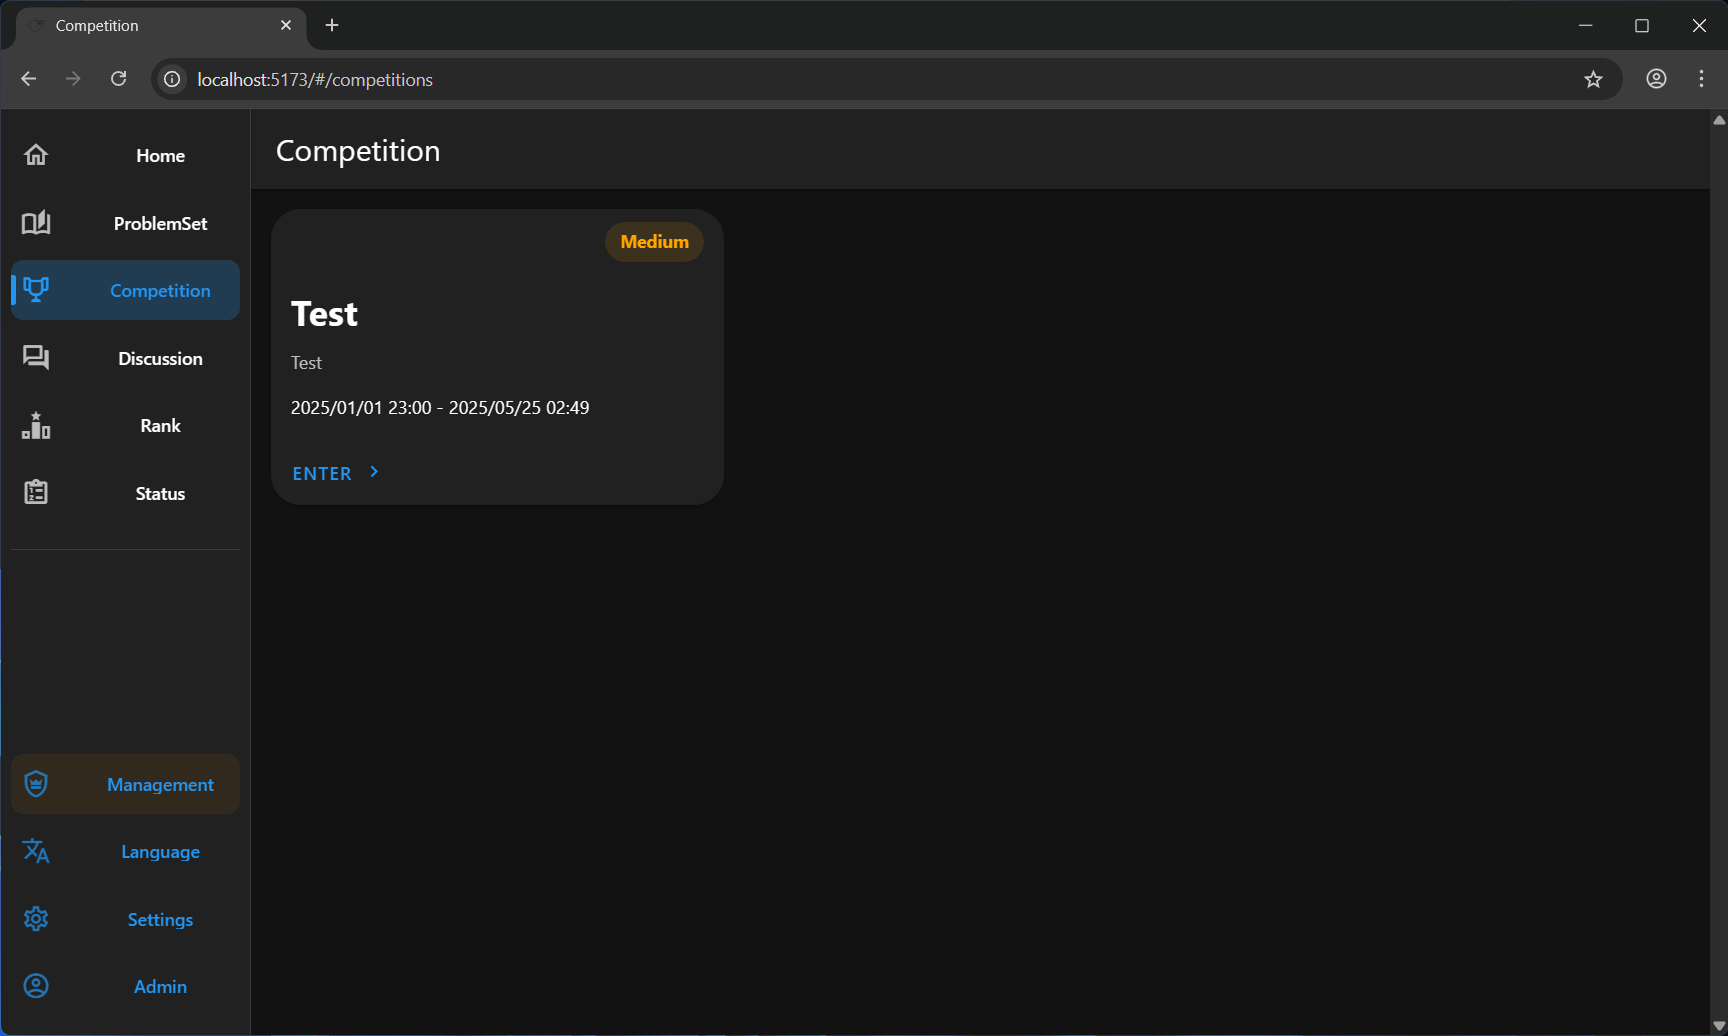 Competition
localhost:5173/#/competitions
Home
ProblemSet
Competition
Discussion
Rank
Status
Management
Language
Settings
Admin
Competition
Medium
Test
Test
2025/01/01 23:00 - 2025/05/25 02:49
ENTER